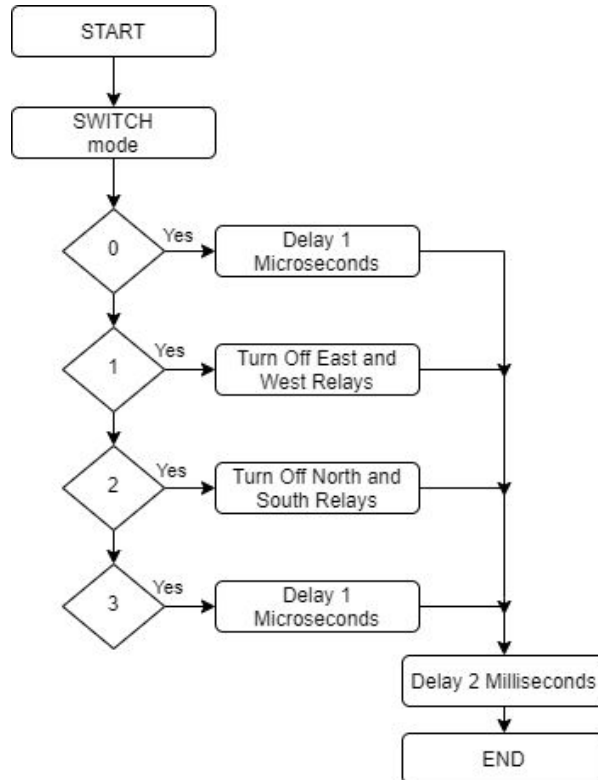 START
SWITCH
mode
0
Yes
Delay 1
Microseconds
1
Yes
Turn Off East and
West Relays
2
Yes
Turn Off North and
South Relays
3
Yes
Delay 1
Microseconds
Delay 2 Milliseconds
END